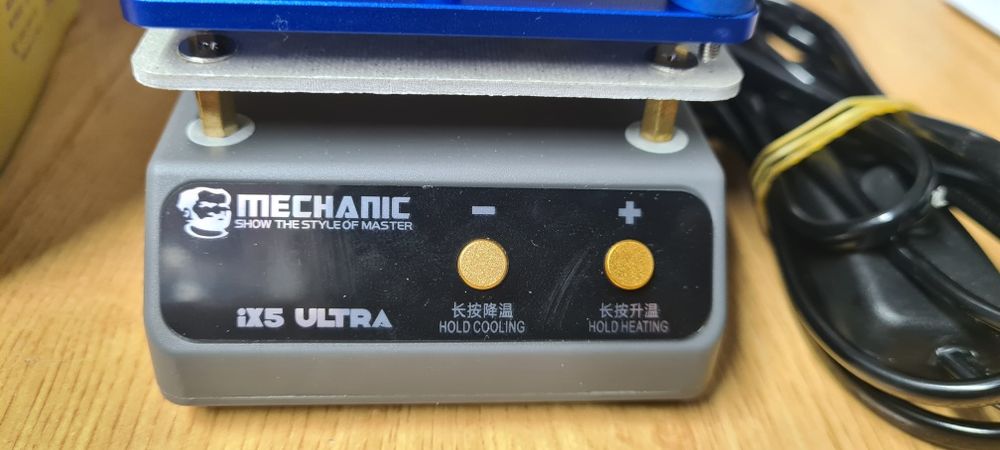 MECHANIC
SHOW THE STYLE OF MASTER
iX5 ULTRA
- +
长按降温 长按升温
HOLD COOLING HOLD HEATING